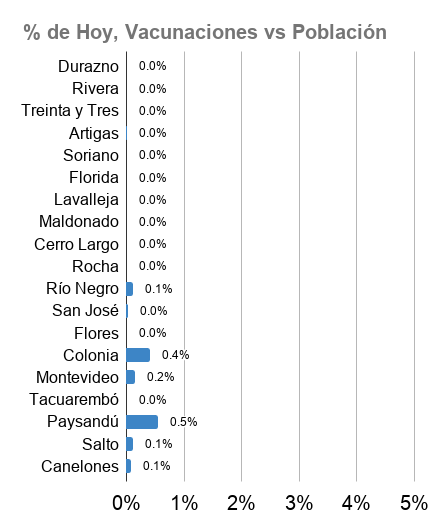 % de Hoy, Vacunaciones vs Población
Durazno 0.0%
Rivera 0.0%
Treinta y Tres 0.0%
Artigas 0.0%
Soriano 0.0%
Florida 0.0%
Lavalleja 0.0%
Maldonado 0.0%
Cerro Largo 0.0%
Rocha 0.0%
Río Negro 0.1%
San José 0.0%
Flores 0.0%
Colonia 0.4%
Montevideo 0.2%
Tacuarembó 0.0%
Paysandú 0.5%
Salto 0.1%
Canelones 0.1%
0% 1% 2% 3% 4% 5%